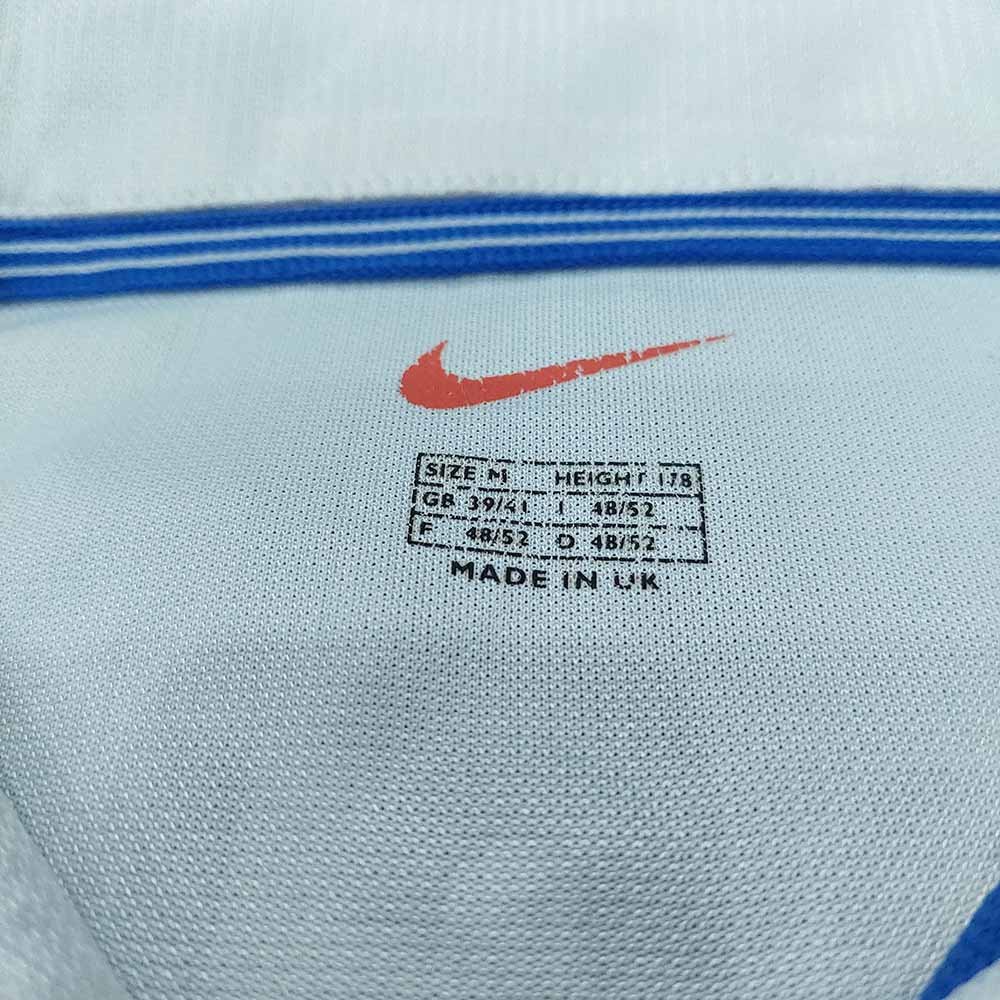 SIZE M HEIGHT 178
GB 39/41 I 48/52
F 48/52 D 48/52
MADE IN UK